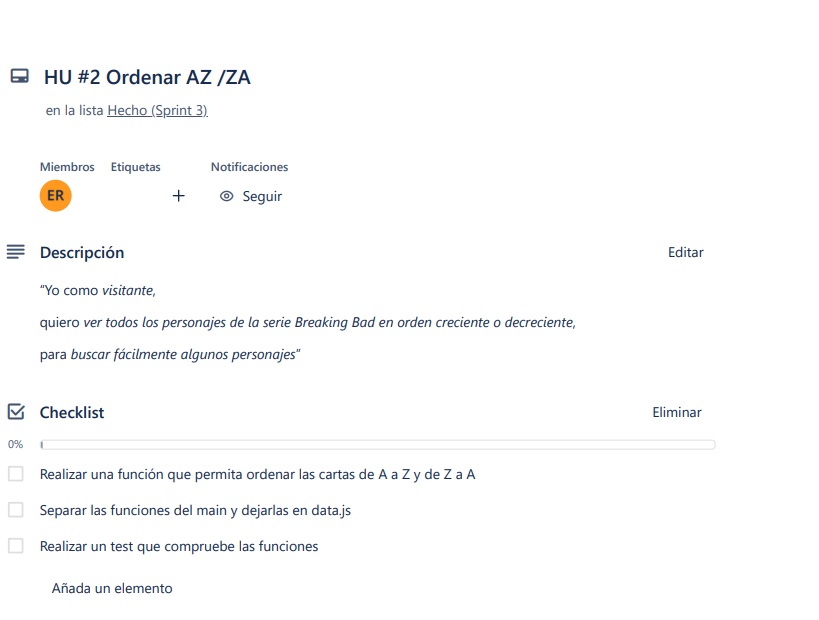 HU #2 Ordenar AZ /ZA
en la lista Hecho (Sprint 3)
Miembros Etiquetas Notificaciones
ER + Seguir
Descripción Editar
“Yo como visitante,
quiero ver todos los personajes de la serie Breaking Bad en orden creciente o decreciente,
para buscar fácilmente algunos personajes”
Checklist Eliminar
0%
Realizar una función que permita ordenar las cartas de A a Z y de Z a A
Separar las funciones del main y dejarlas en data.js
Realizar un test que compruebe las funciones
Añada un elemento